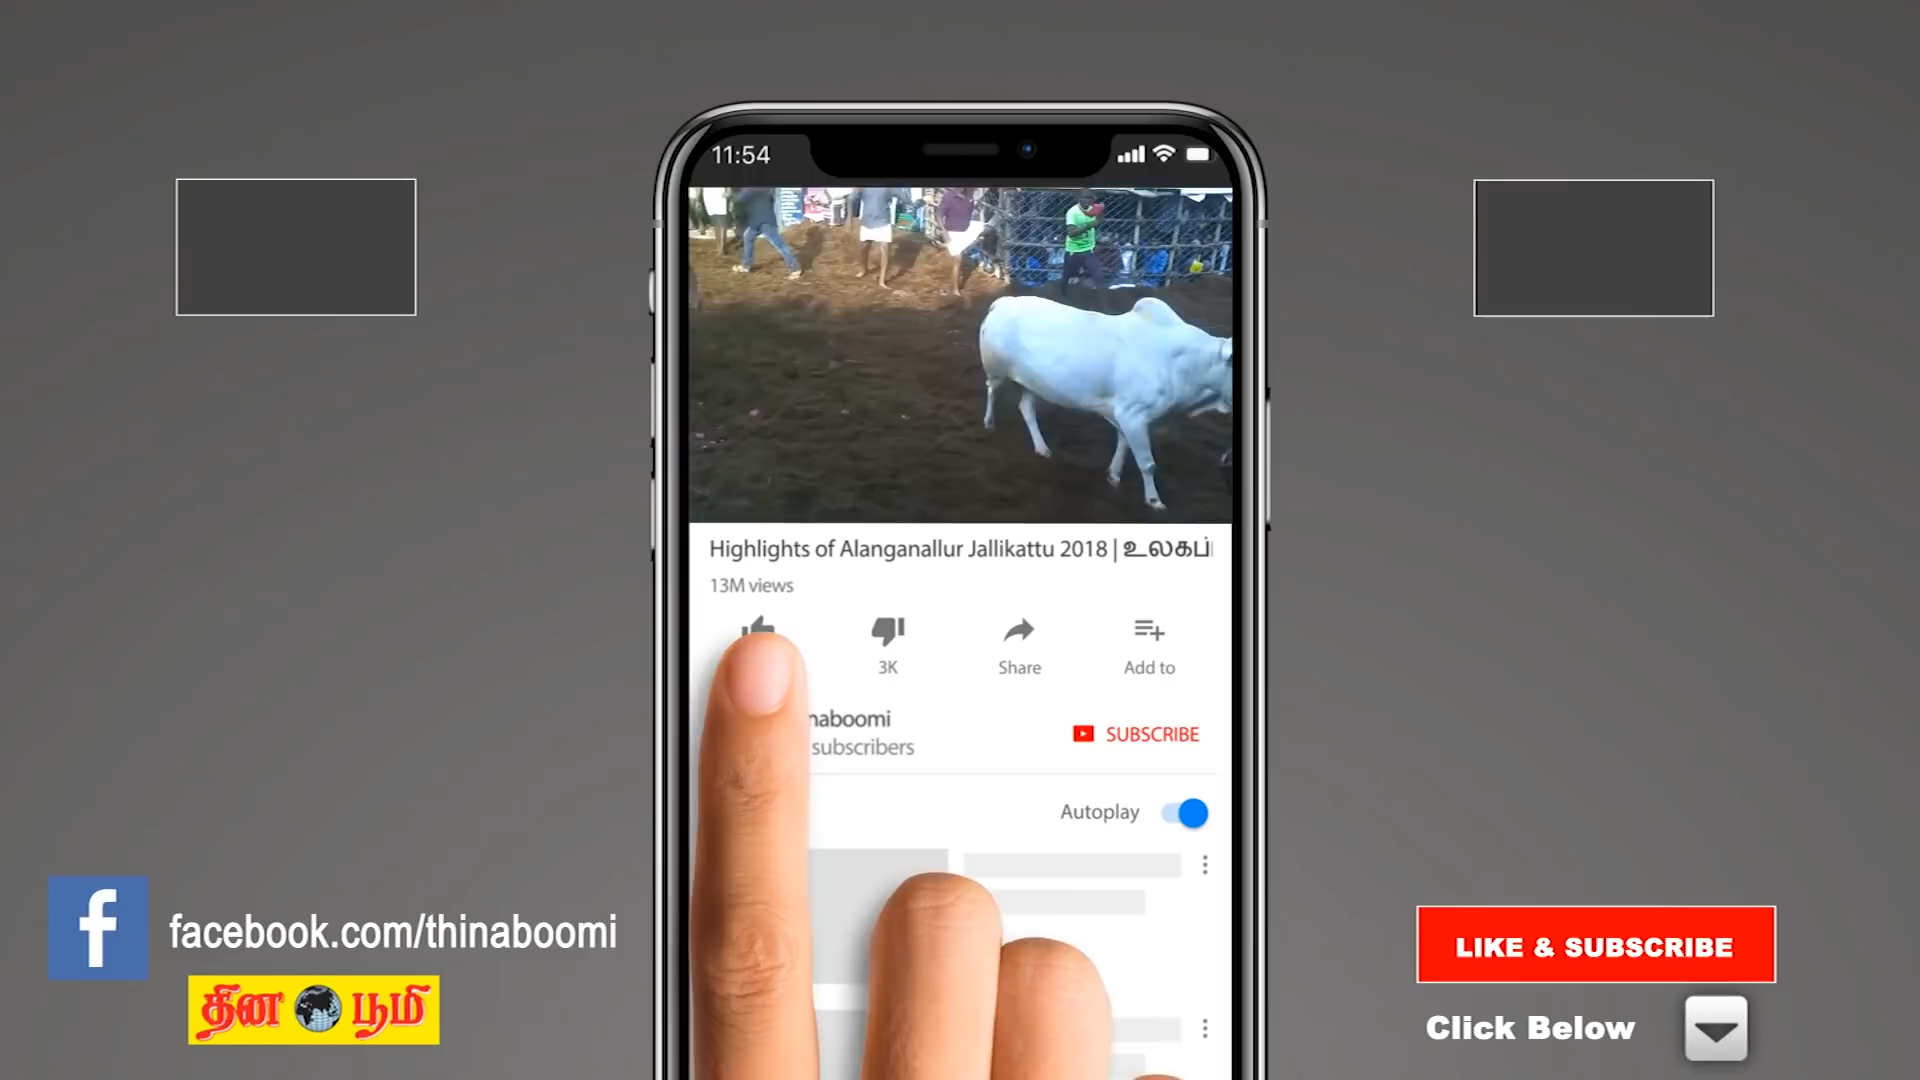 11:54
Highlights of Alanganallur Jallikattu 2018 | உலகப்
13M views
3K
Share
Add to
naboomi
subscribers
SUBSCRIBE
Autoplay
facebook.com/thinaboomi
தின பூமி
LIKE & SUBSCRIBE
Click Below